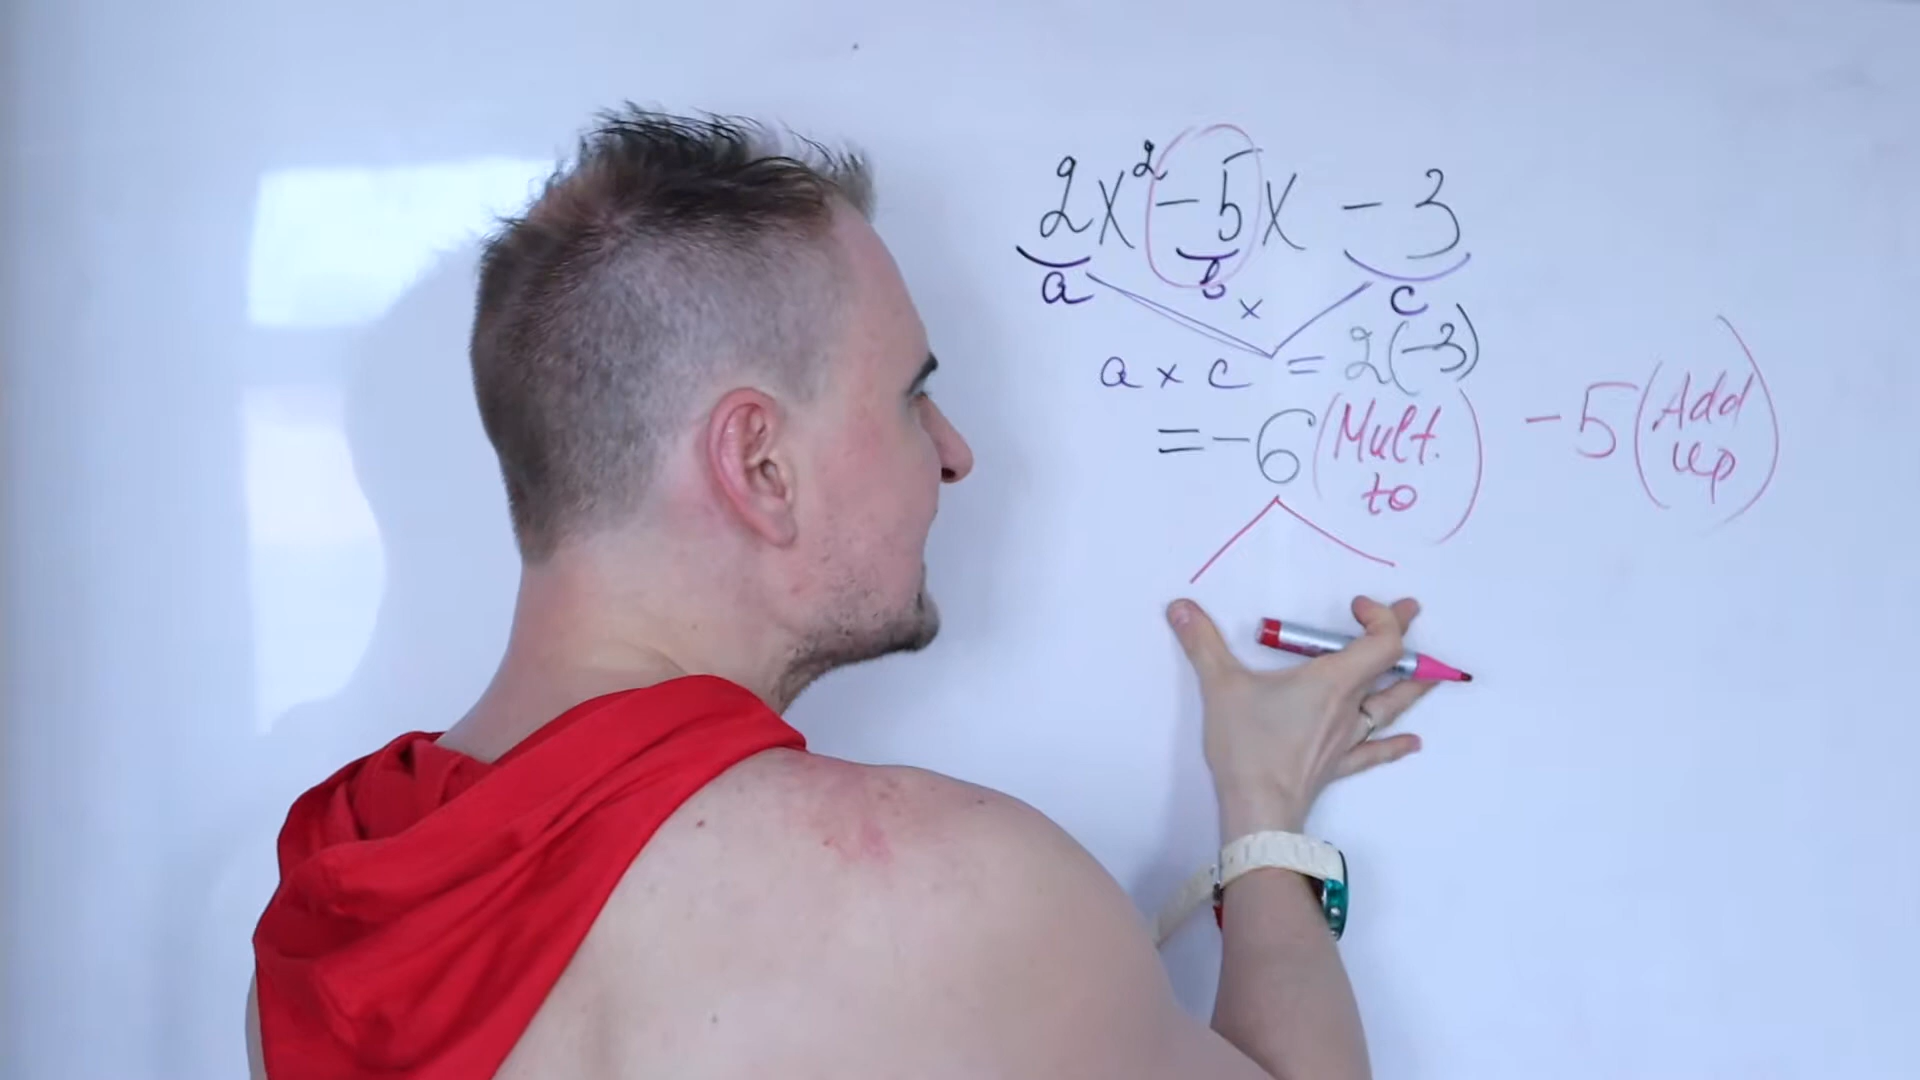 2x² - 5x - 3
a b c
×
a × c = 2(-3)
= -6 (Mult. to) -5 (Add up)